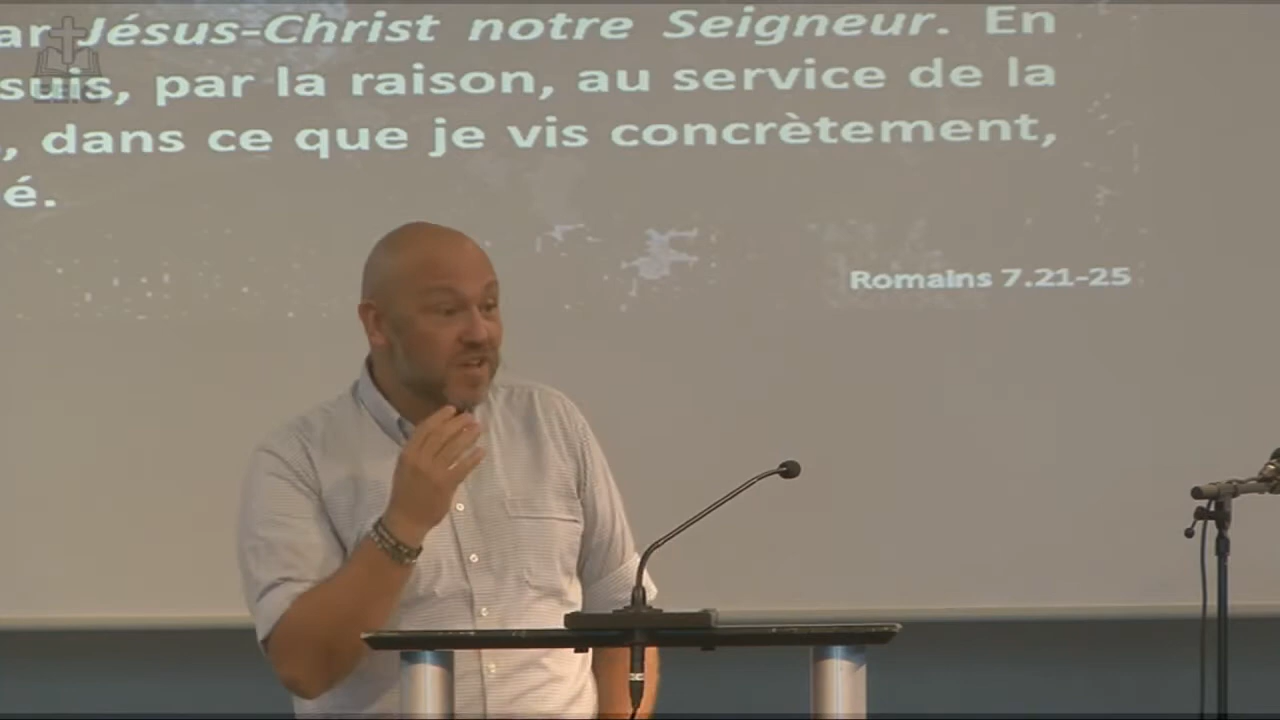 ar Jésus-Christ notre Seigneur. En
suis, par la raison, au service de la
, dans ce que je vis concrètement,
é.
Romains 7.21-25